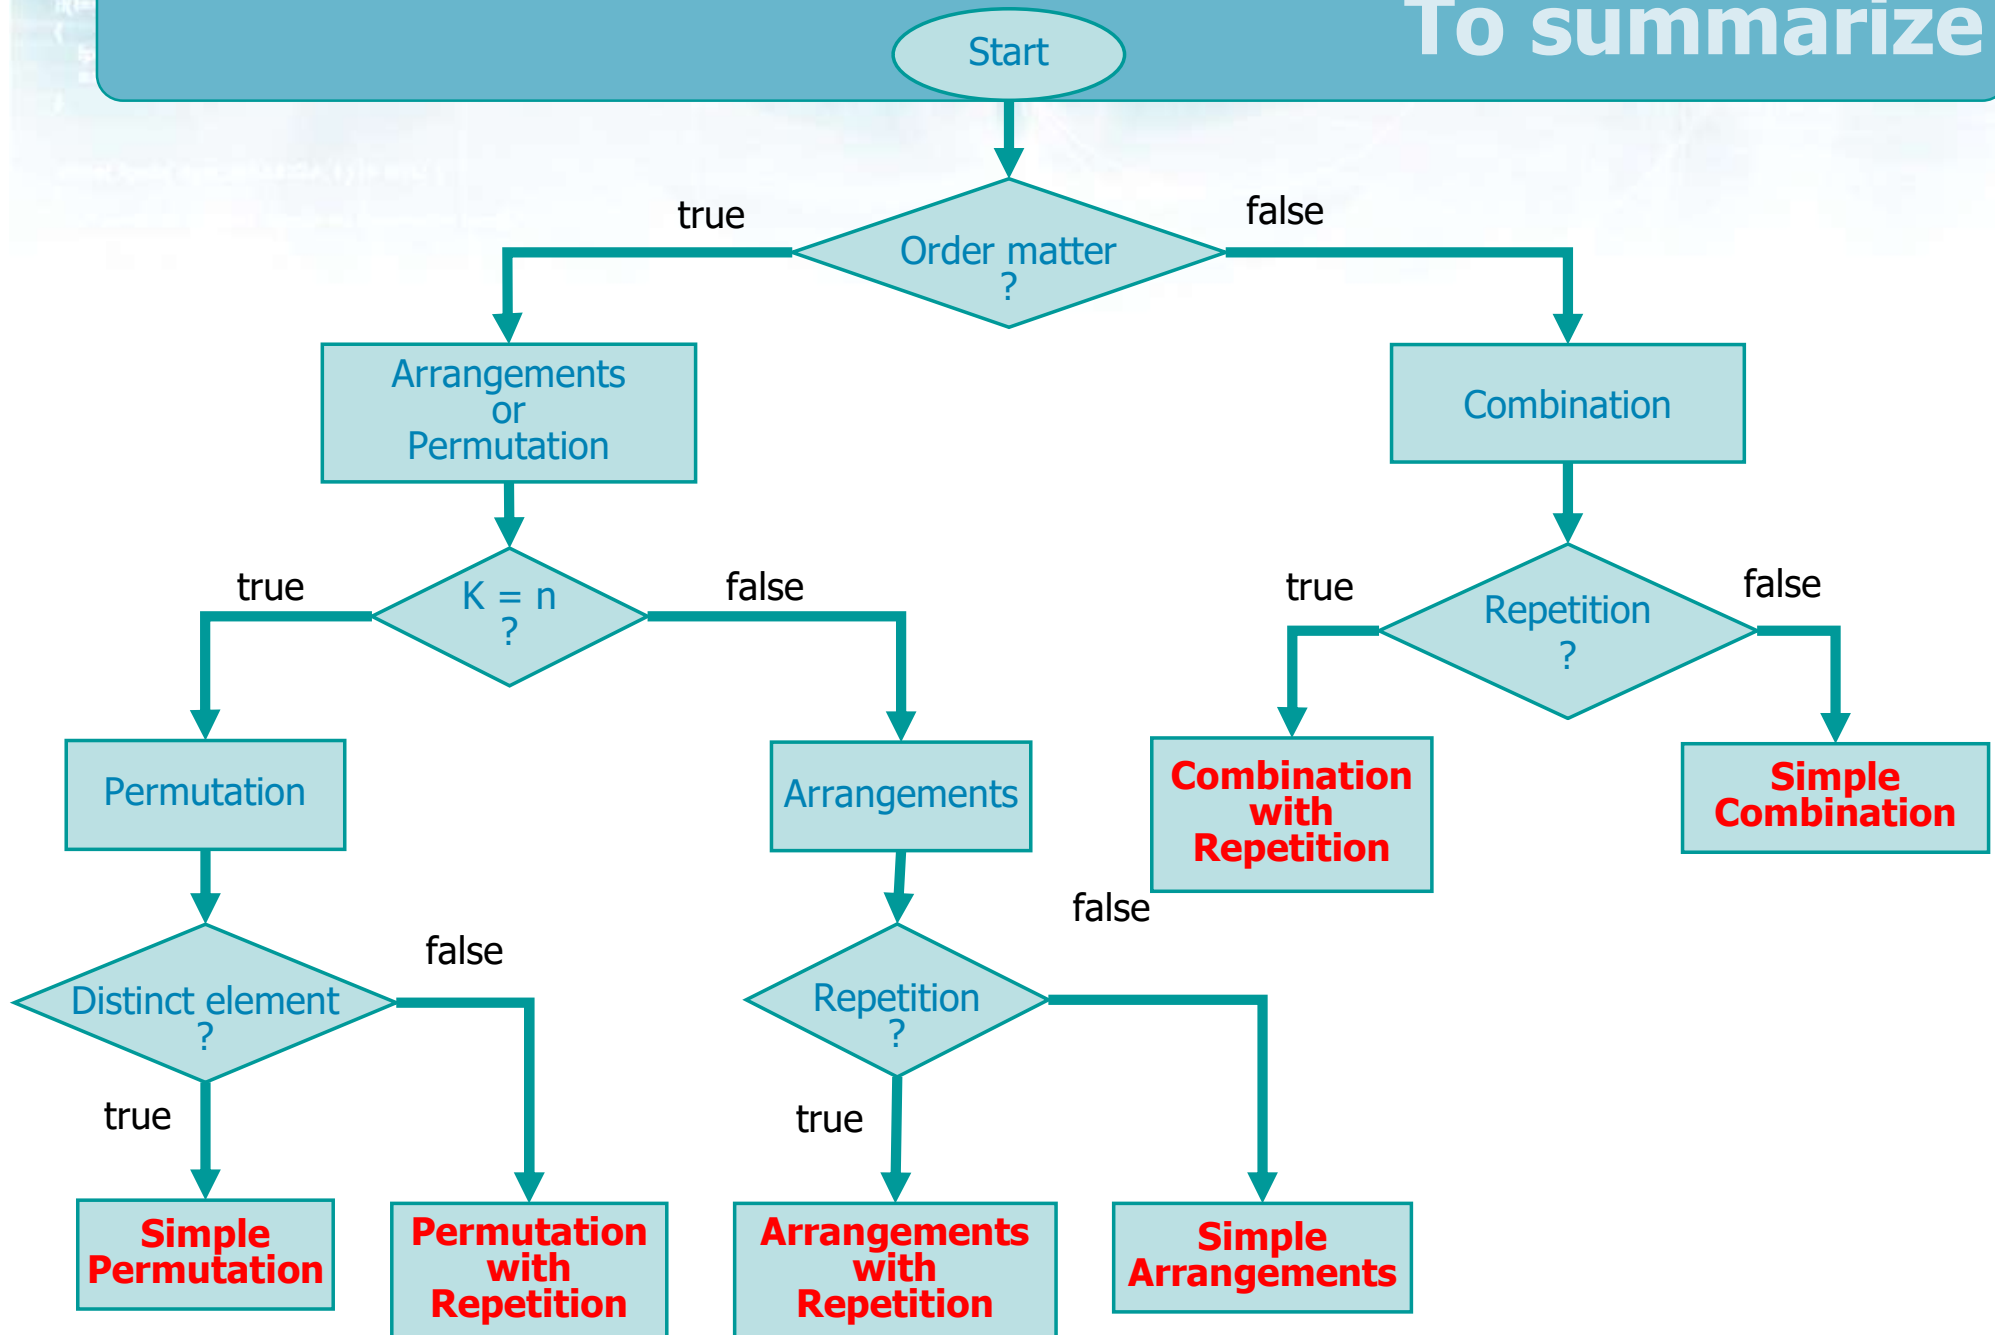 To summarize
Start
true
false
Order matter
?
Arrangements
or
Permutation
Combination
true
K = n
?
false
true
Repetition
?
false
Permutation
Arrangements
Combination
with
Repetition
Simple
Combination
false
false
Distinct element
?
Repetition
?
true
true
Simple
Permutation
Permutation
with
Repetition
Arrangements
with
Repetition
Simple
Arrangements